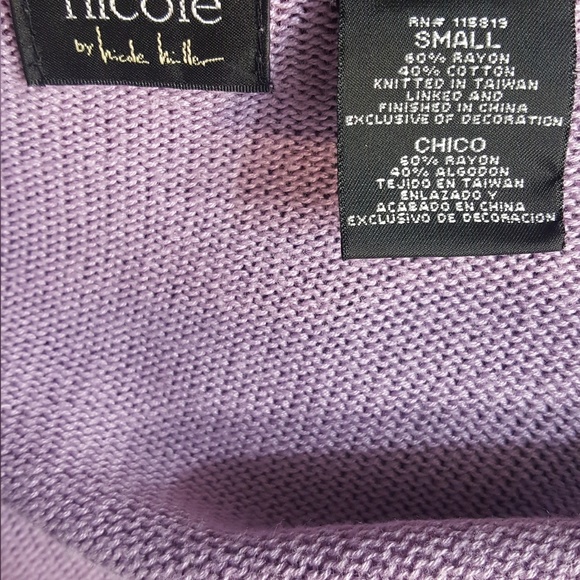 nicole
by nicole miller
RN# 115819
SMALL
60% RAYON
40% COTTON
KNITTED IN TAIWAN
LINKED AND
FINISHED IN CHINA
EXCLUSIVE OF DECORATION
CHICO
60% RAYON
40% ALGODON
TEJIDO EN TAIWAN
ENLAZADO Y
ACABADO EN CHINA
EXCLUSIVO DE DECORACION